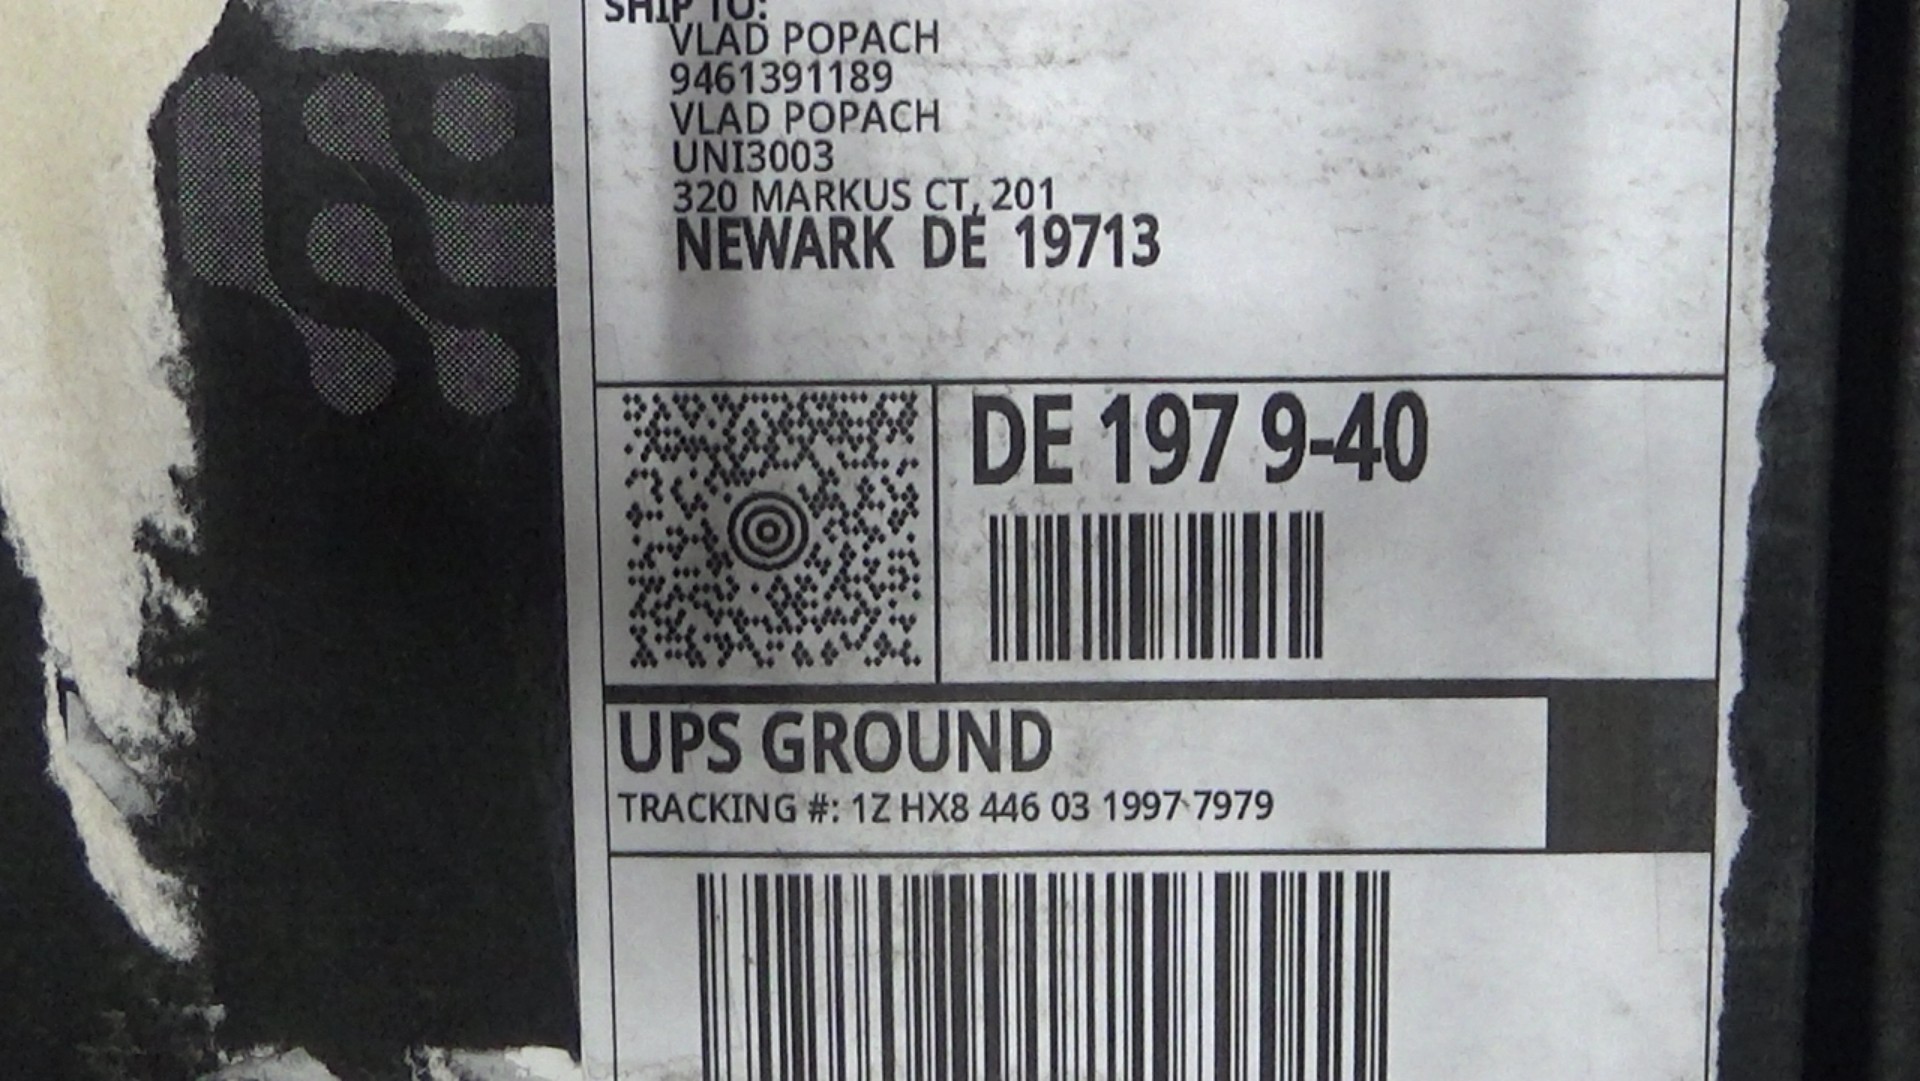 SHIP TO:
VLAD POPACH
9461391189
VLAD POPACH
UNI3003
320 MARKUS CT, 201
NEWARK DE 19713
DE 197 9-40
UPS GROUND
TRACKING #: 1Z HX8 446 03 1997 7979